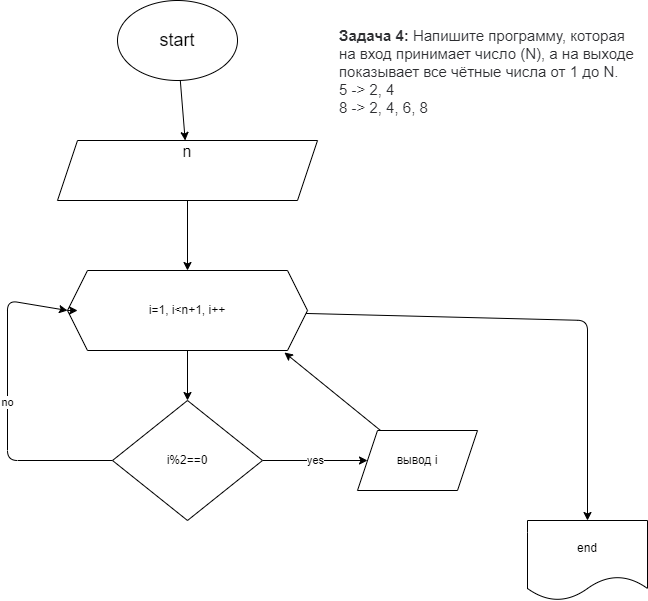 start
Задача 4: Напишите программу, которая
на вход принимает число (N), а на выходе
показывает все чётные числа от 1 до N.
5 -> 2, 4
8 -> 2, 4, 6, 8
n
i=1, i<n+1, i++
no
i%2==0
yes
вывод i
end